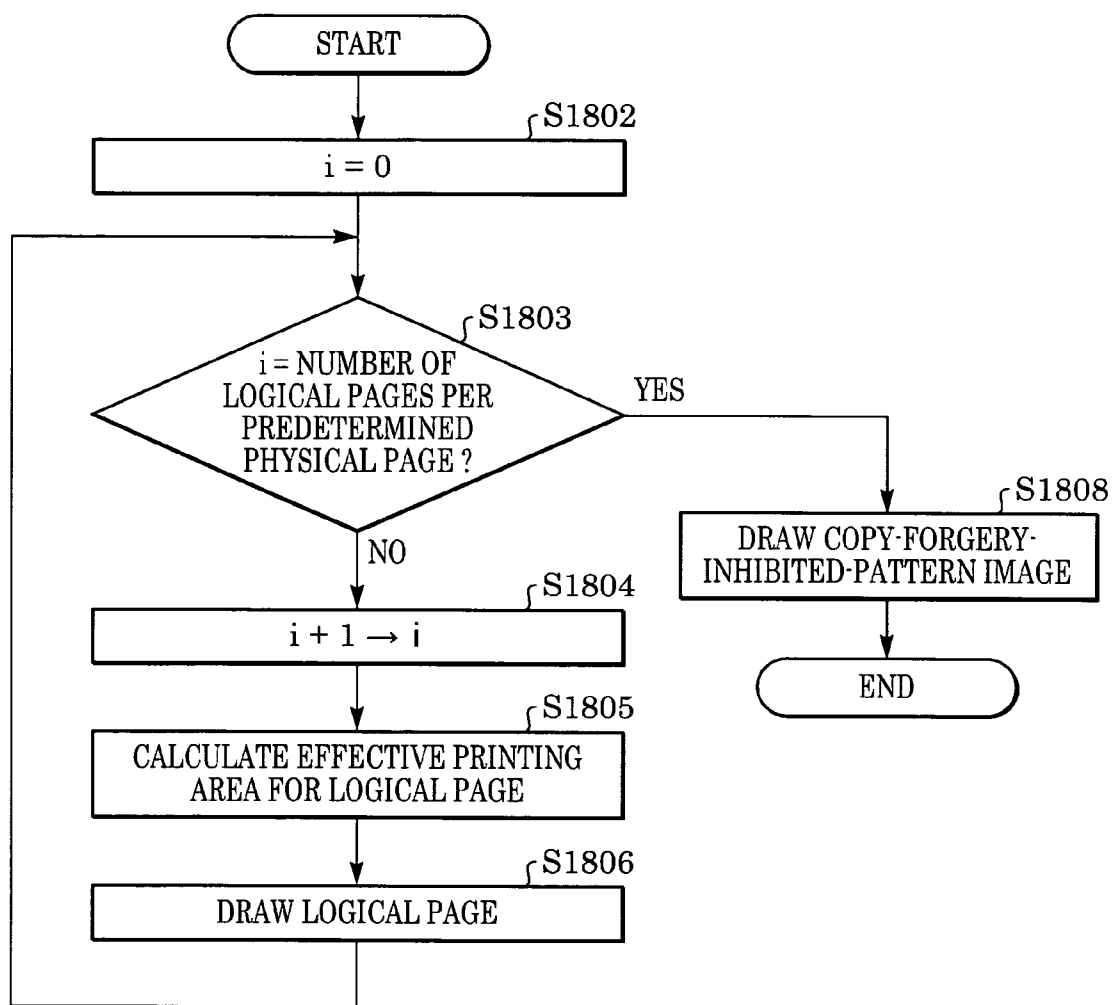 START
S1802
i = 0
S1803
i = NUMBER OF
LOGICAL PAGES PER
PREDETERMINED
PHYSICAL PAGE ?
YES
NO
S1808
DRAW COPY-FORGERY-
INHIBITED-PATTERN IMAGE
END
S1804
i + 1 → i
S1805
CALCULATE EFFECTIVE PRINTING
AREA FOR LOGICAL PAGE
S1806
DRAW LOGICAL PAGE